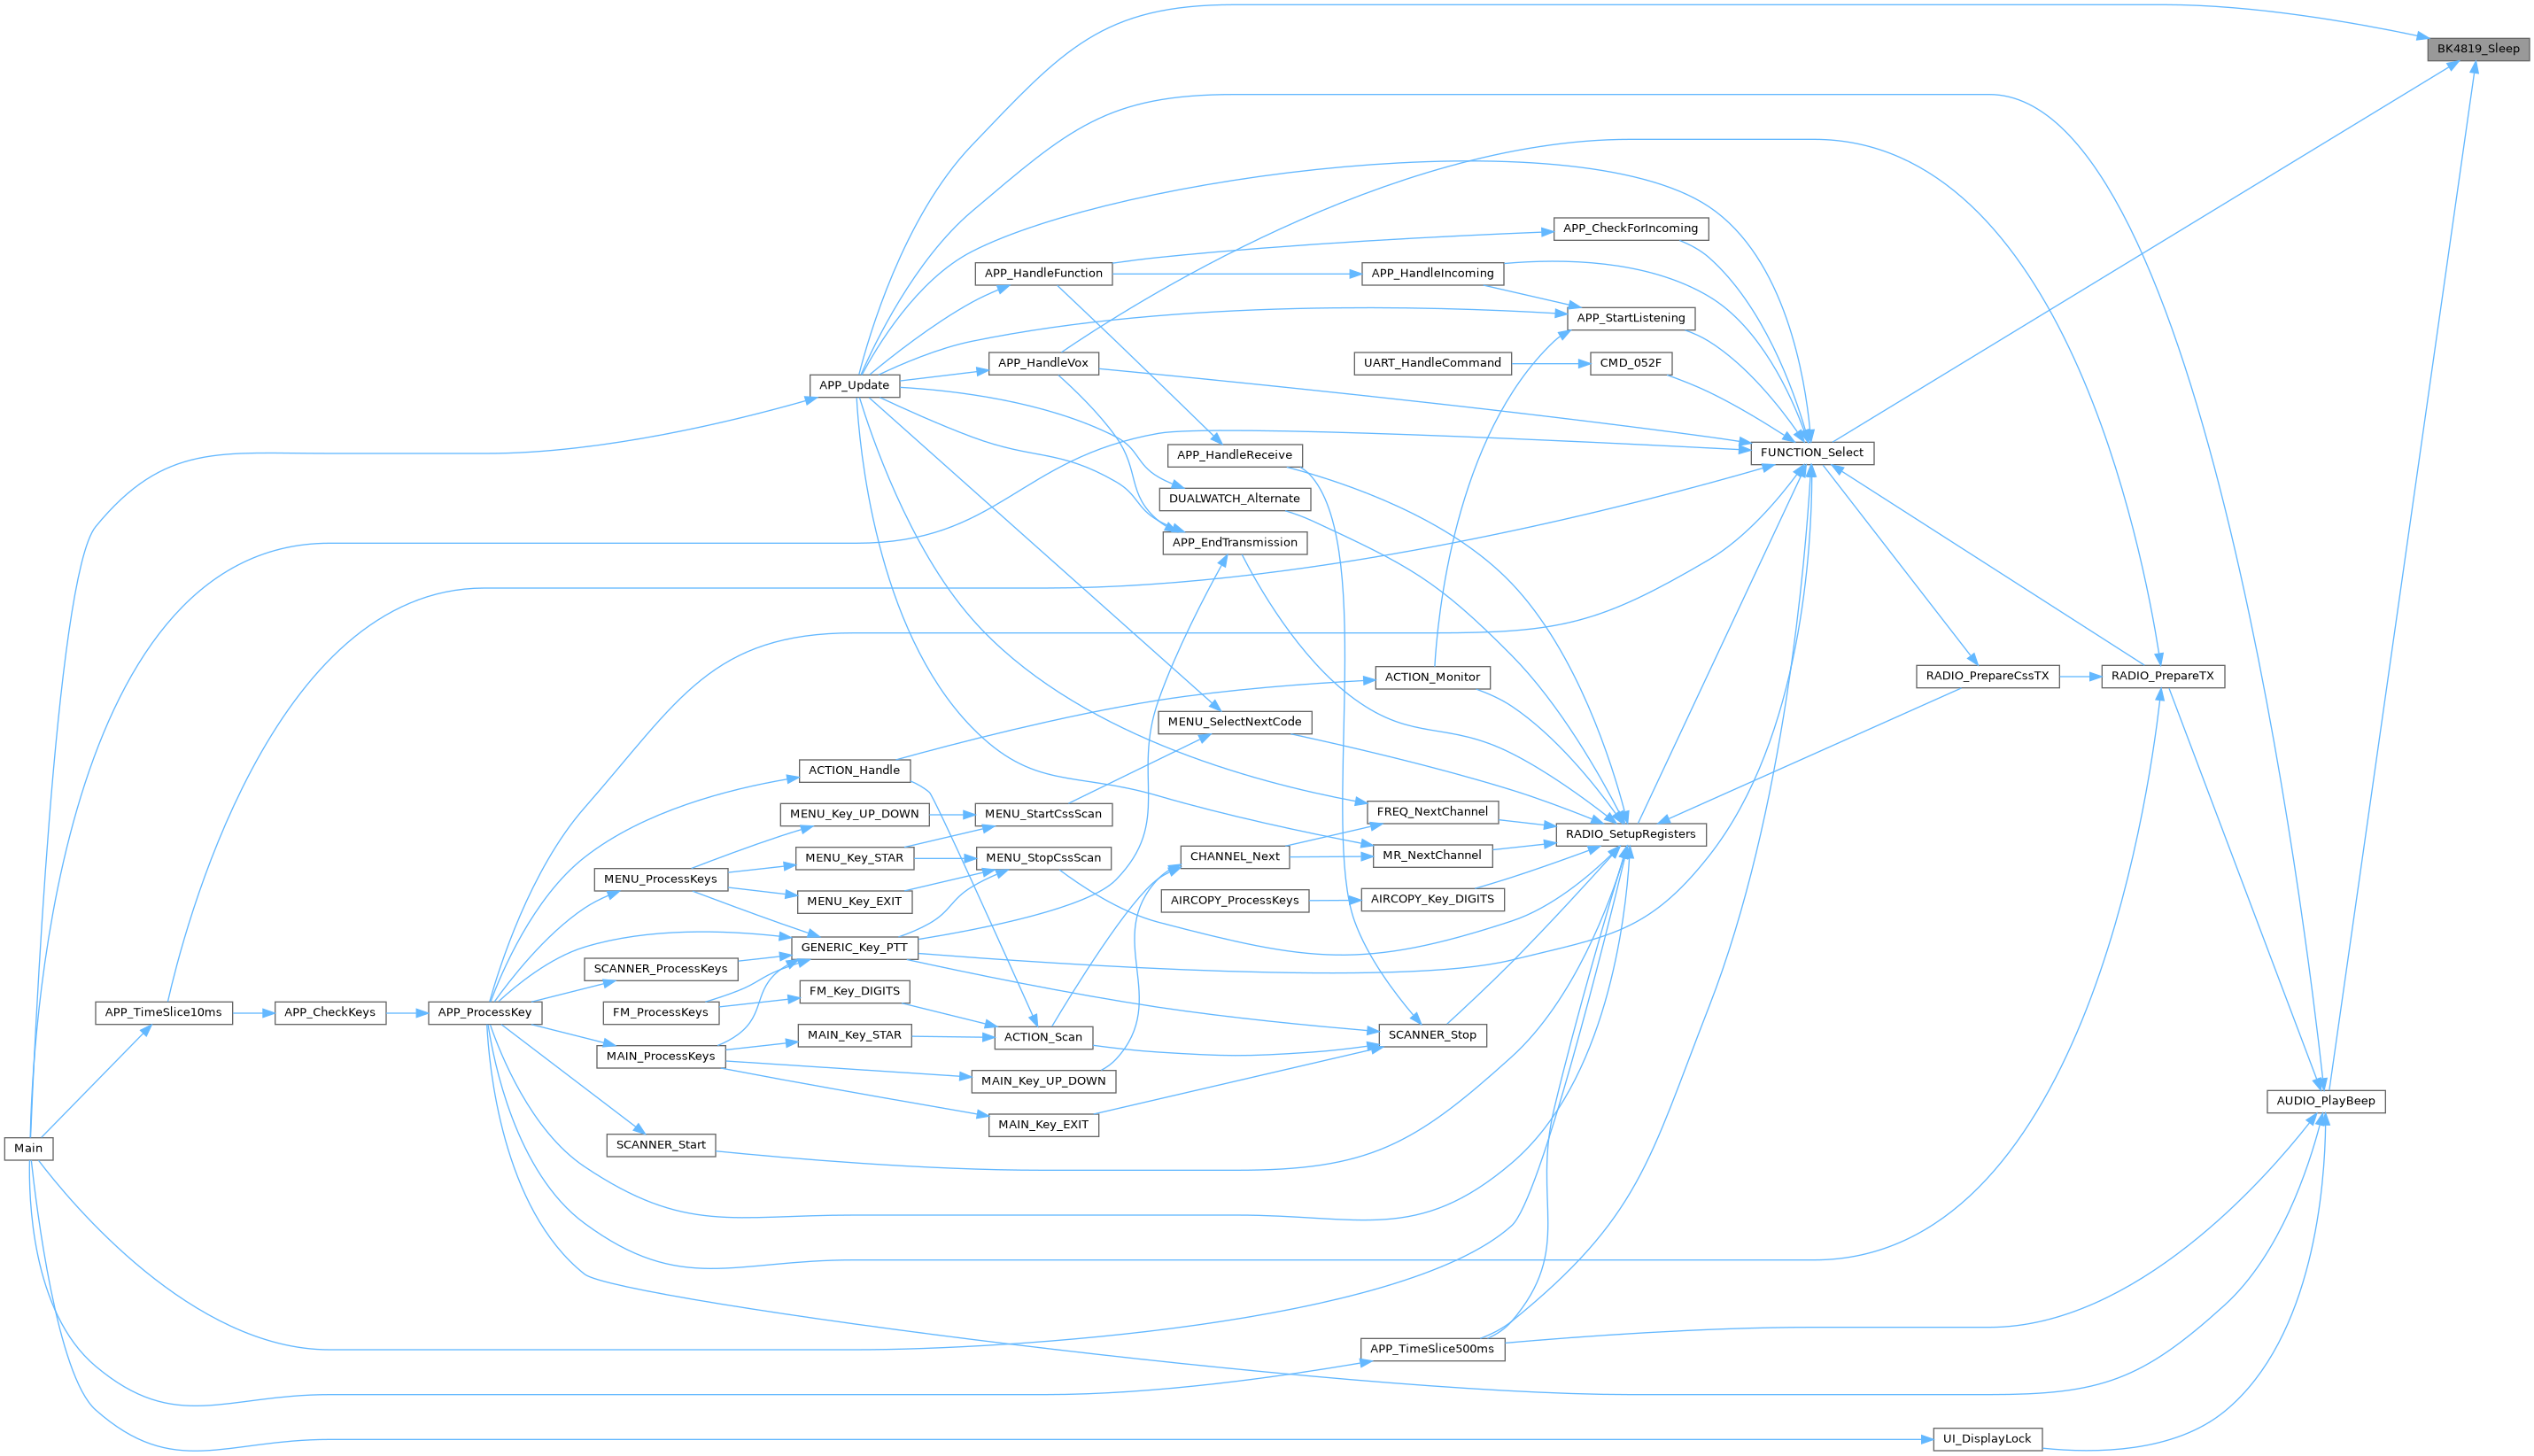 BK4819_Sleep
APP_CheckForIncoming
APP_HandleFunction
APP_HandleIncoming
APP_StartListening
APP_HandleVox
UART_HandleCommand
CMD_052F
APP_Update
APP_HandleReceive
FUNCTION_Select
DUALWATCH_Alternate
APP_EndTransmission
ACTION_Monitor
RADIO_PrepareCssTX
RADIO_PrepareTX
MENU_SelectNextCode
ACTION_Handle
MENU_Key_UP_DOWN
MENU_StartCssScan
FREQ_NextChannel
RADIO_SetupRegisters
MENU_Key_STAR
MENU_StopCssScan
CHANNEL_Next
MR_NextChannel
MENU_ProcessKeys
MENU_Key_EXIT
AIRCOPY_ProcessKeys
AIRCOPY_Key_DIGITS
GENERIC_Key_PTT
SCANNER_ProcessKeys
FM_Key_DIGITS
APP_TimeSlice10ms
APP_CheckKeys
APP_ProcessKey
FM_ProcessKeys
MAIN_Key_STAR
ACTION_Scan
SCANNER_Stop
MAIN_ProcessKeys
MAIN_Key_UP_DOWN
AUDIO_PlayBeep
MAIN_Key_EXIT
Main
SCANNER_Start
APP_TimeSlice500ms
UI_DisplayLock